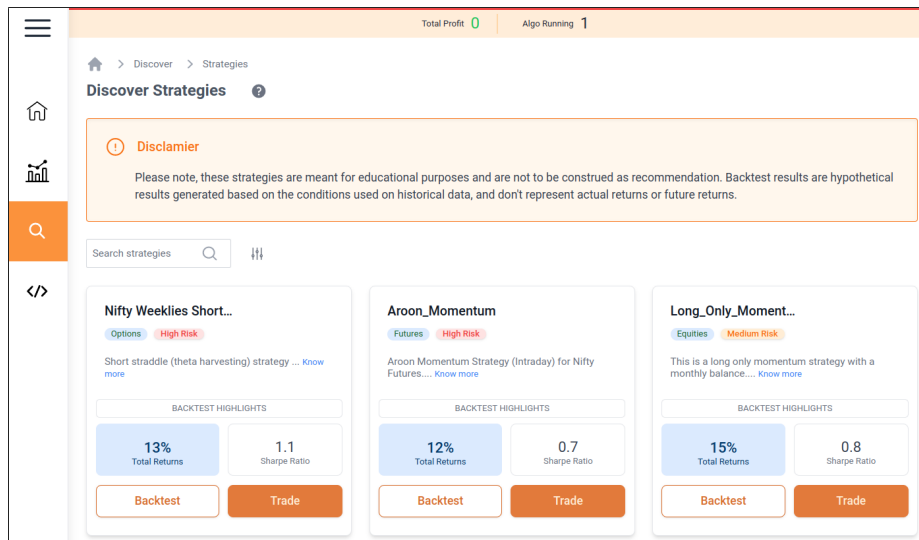 Total Profit 0 Algo Running 1
> Discover > Strategies
Discover Strategies ?
Disclamier
Please note, these strategies are meant for educational purposes and are not to be construed as recommendation. Backtest results are hypothetical
results generated based on the conditions used on historical data, and don't represent actual returns or future returns.
Search strategies
Nifty Weeklies Short...
Options High Risk
Short straddle (theta harvesting) strategy ... Know
more
BACKTEST HIGHLIGHTS
13%
Total Returns
1.1
Sharpe Ratio
Backtest Trade
Aroon_Momentum
Futures High Risk
Aroon Momentum Strategy (Intraday) for Nifty
Futures.... Know more
BACKTEST HIGHLIGHTS
12%
Total Returns
0.7
Sharpe Ratio
Backtest Trade
Long_Only_Moment...
Equities Medium Risk
This is a long only momentum strategy with a
monthly balance.... Know more
BACKTEST HIGHLIGHTS
15%
Total Returns
0.8
Sharpe Ratio
Backtest Trade